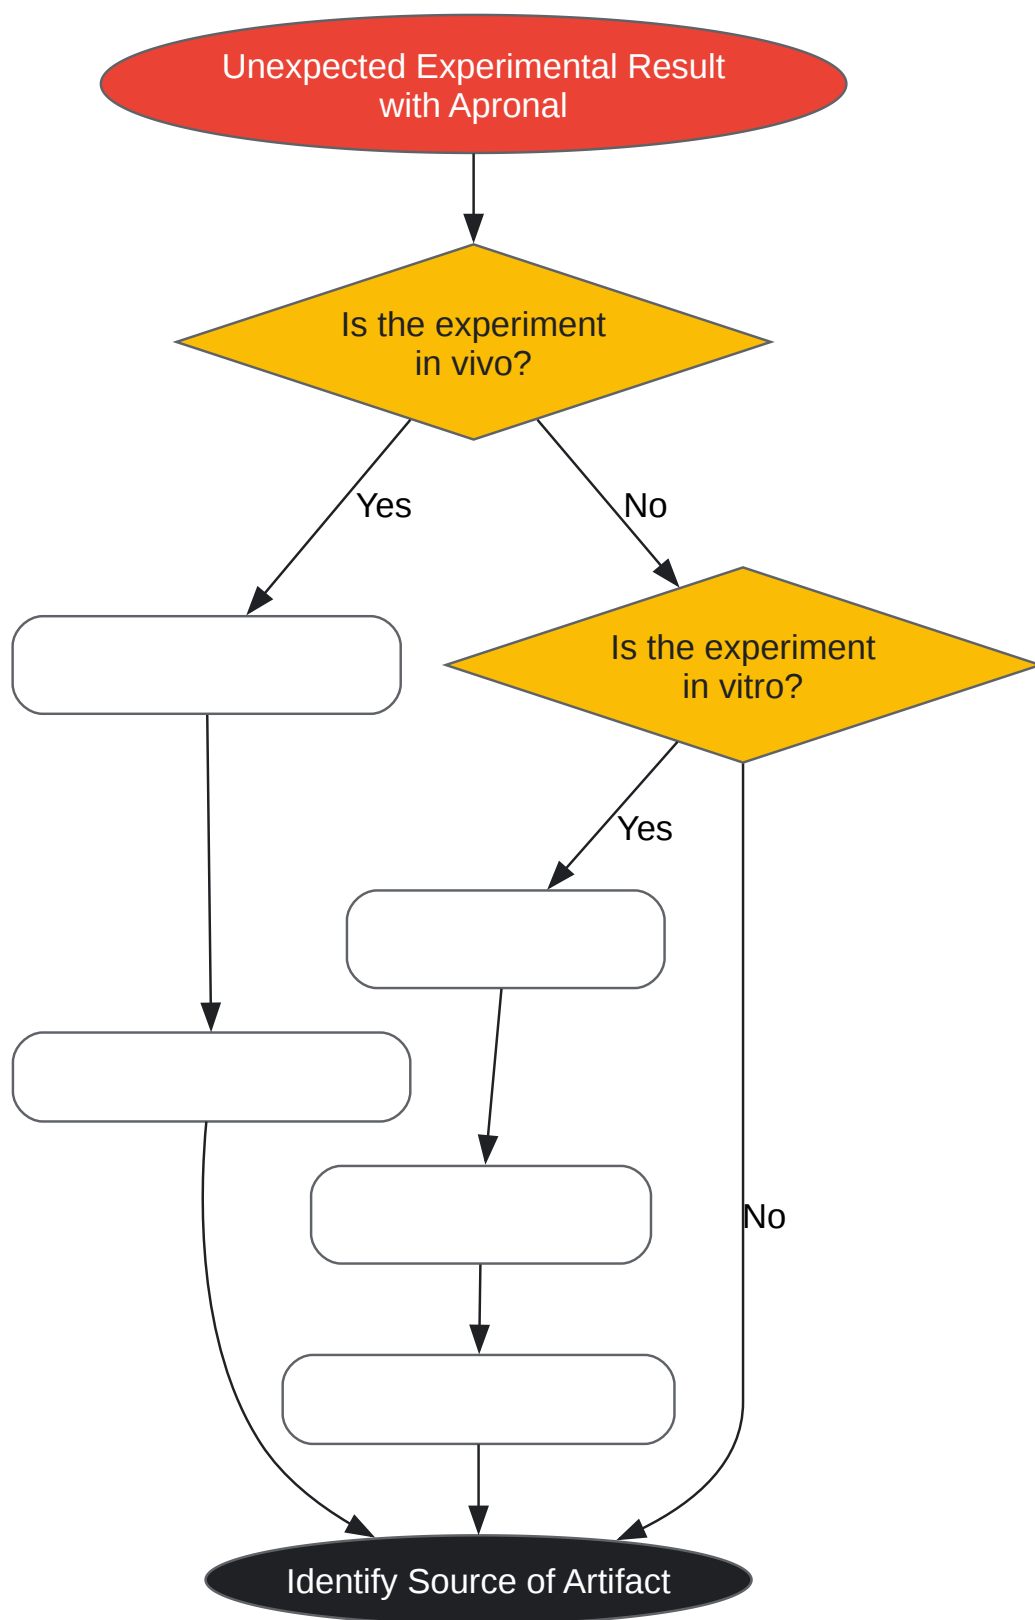 Unexpected Experimental Result
with Apronal
Is the experiment
in vivo?
Yes
No
Is the experiment
in vitro?
Yes
No
Identify Source of Artifact